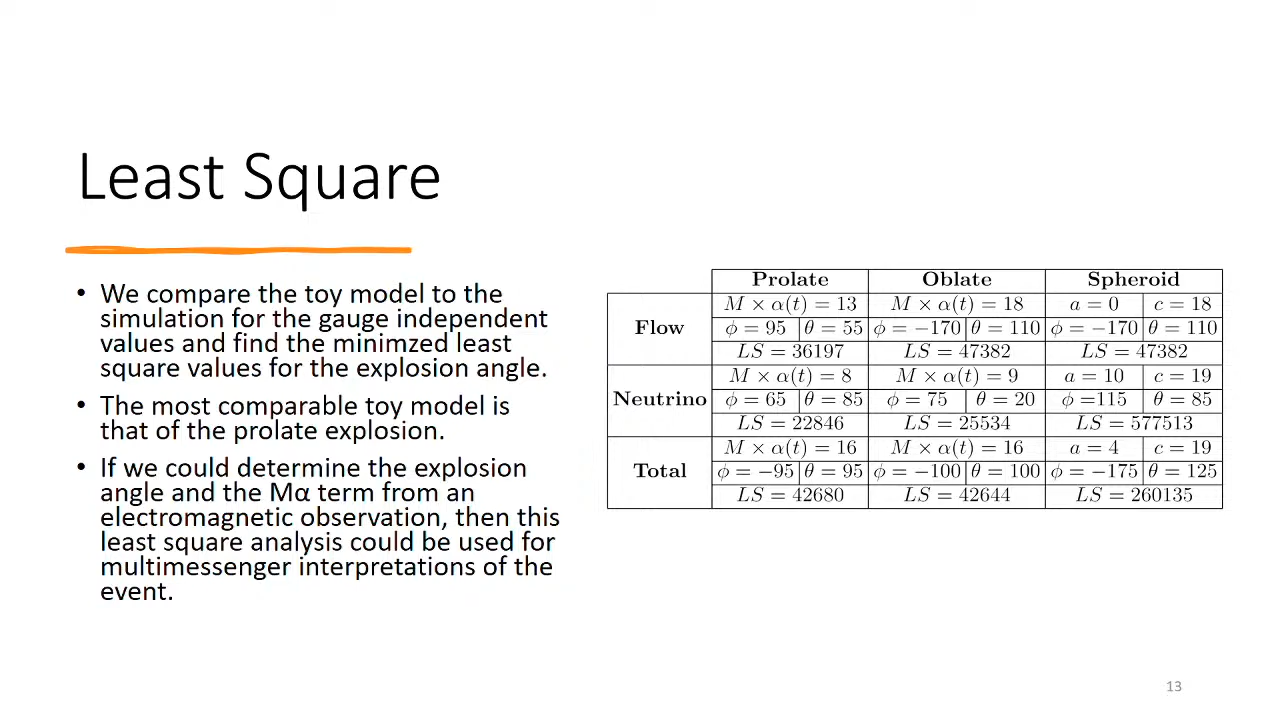 Least Square
• We compare the toy model to the
simulation for the gauge independent
values and find the minimzed least
square values for the explosion angle.
• The most comparable toy model is
that of the prolate explosion.
• If we could determine the explosion
angle and the Mα term from an
electromagnetic observation, then this
least square analysis could be used for
multimessenger interpretations of the
event.
Prolate Oblate Spheroid
M × α(t) = 13 M × α(t) = 18 a = 0 c = 18
Flow ϕ = 95 θ = 55 ϕ = −170 θ = 110 ϕ = −170 θ = 110
LS = 36197 LS = 47382 LS = 47382
M × α(t) = 8 M × α(t) = 9 a = 10 c = 19
Neutrino ϕ = 65 θ = 85 ϕ = 75 θ = 20 ϕ =115 θ = 85
LS = 22846 LS = 25534 LS = 577513
M × α(t) = 16 M × α(t) = 16 a = 4 c = 19
Total ϕ = −95 θ = 95 ϕ = −100 θ = 100 ϕ = −175 θ = 125
LS = 42680 LS = 42644 LS = 260135
13